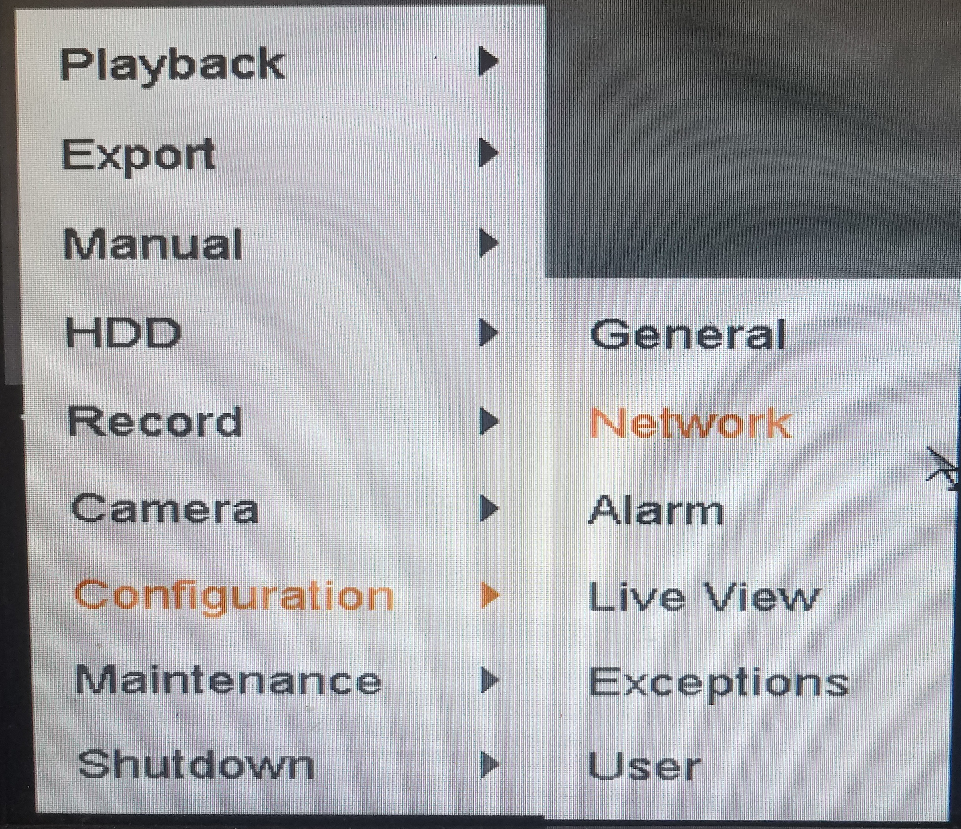 Playback
Export
Manual
HDD
Record
Camera
Configuration
Maintenance
Shutdown
General
Network
Alarm
Live View
Exceptions
User